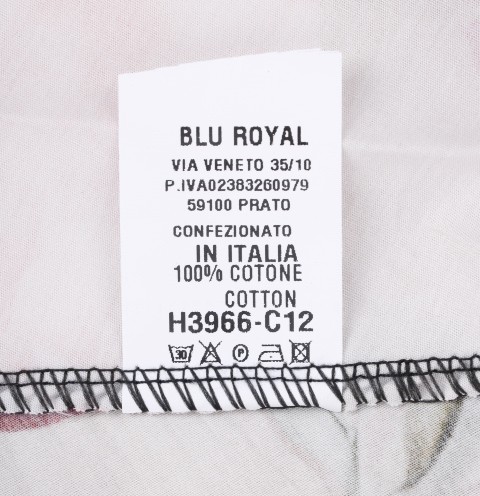 BLU ROYAL
VIA VENETO 35/10
P.IVA02383260979
59100 PRATO
CONFEZIONATO
IN ITALIA
100% COTONE
COTTON
H3966-C12
30 P